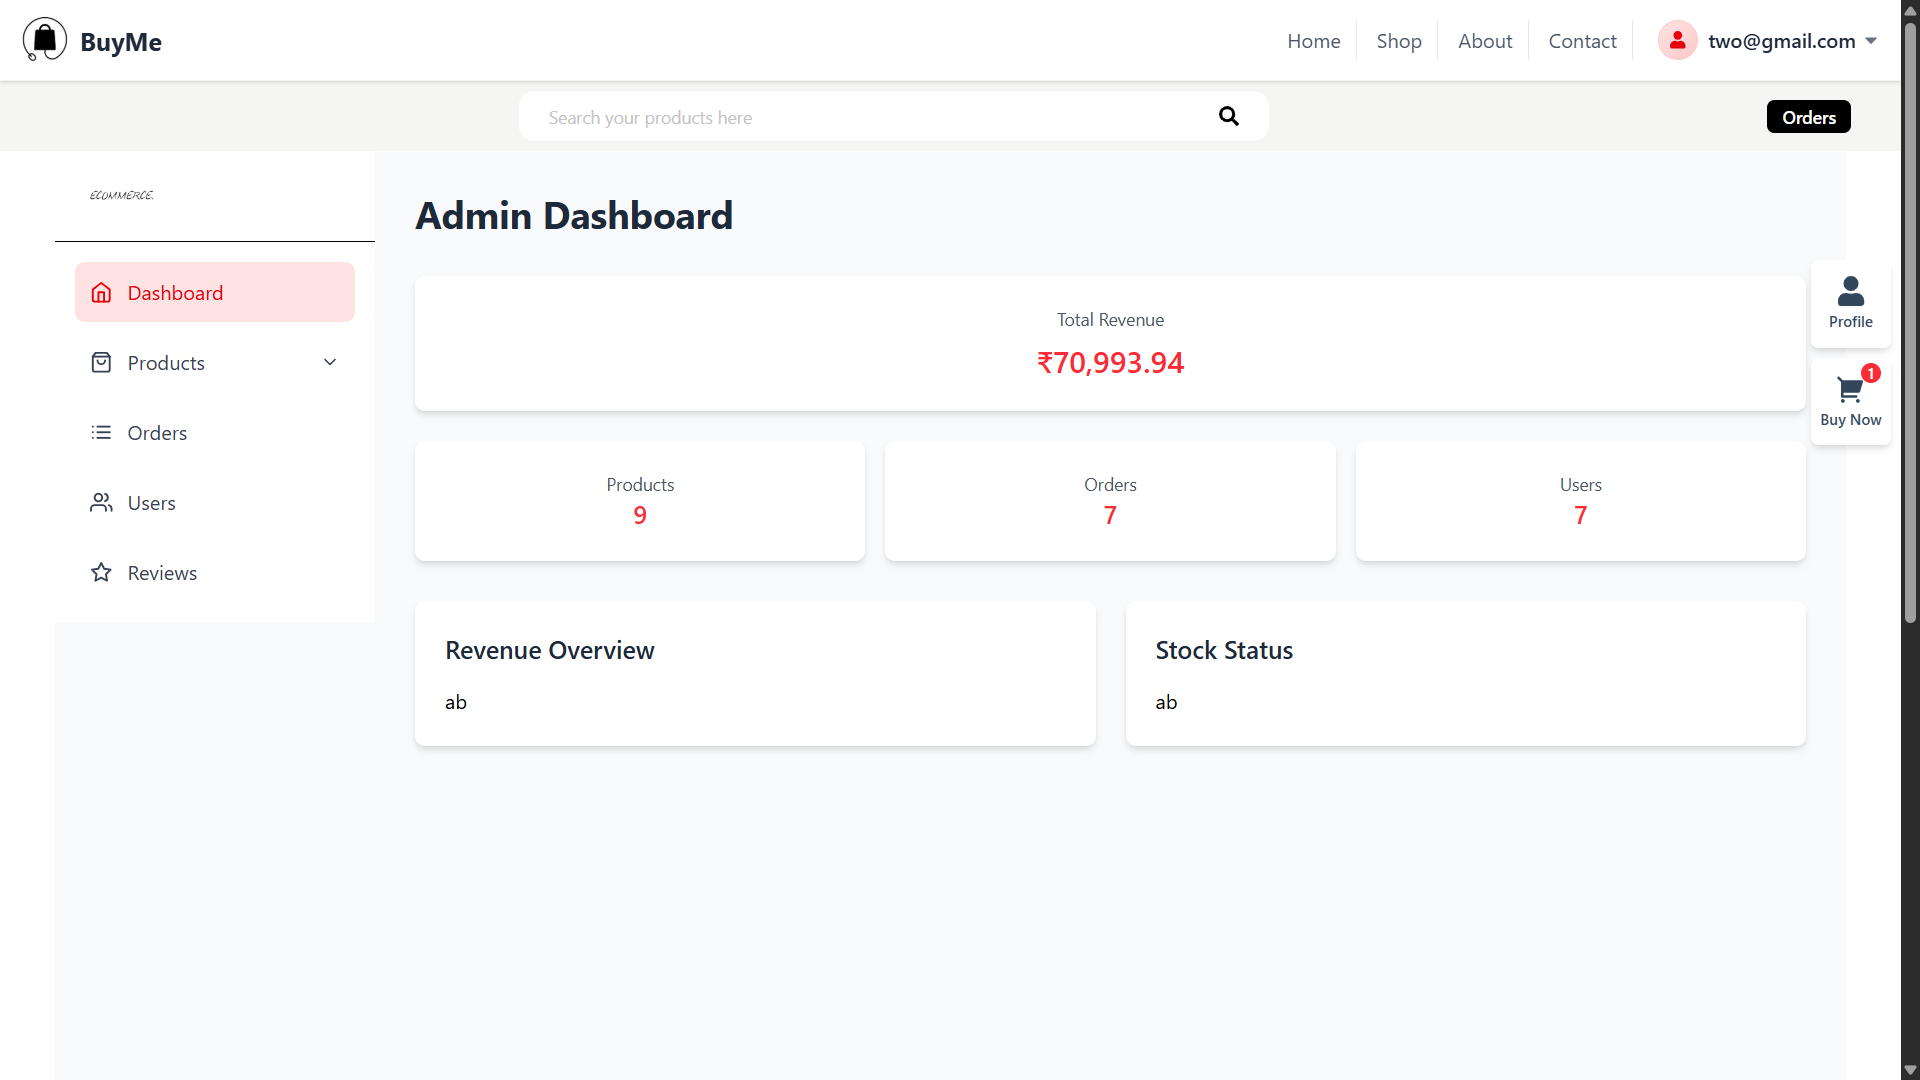 BuyMe
Home
Shop
About
Contact
two@gmail.com
Search your products here
Orders
ECOMMERCE.
Dashboard
Products
Orders
Users
Reviews
Admin Dashboard
Total Revenue
₹70,993.94
Products
9
Orders
7
Users
7
Revenue Overview
ab
Stock Status
ab
Profile
1
Buy Now